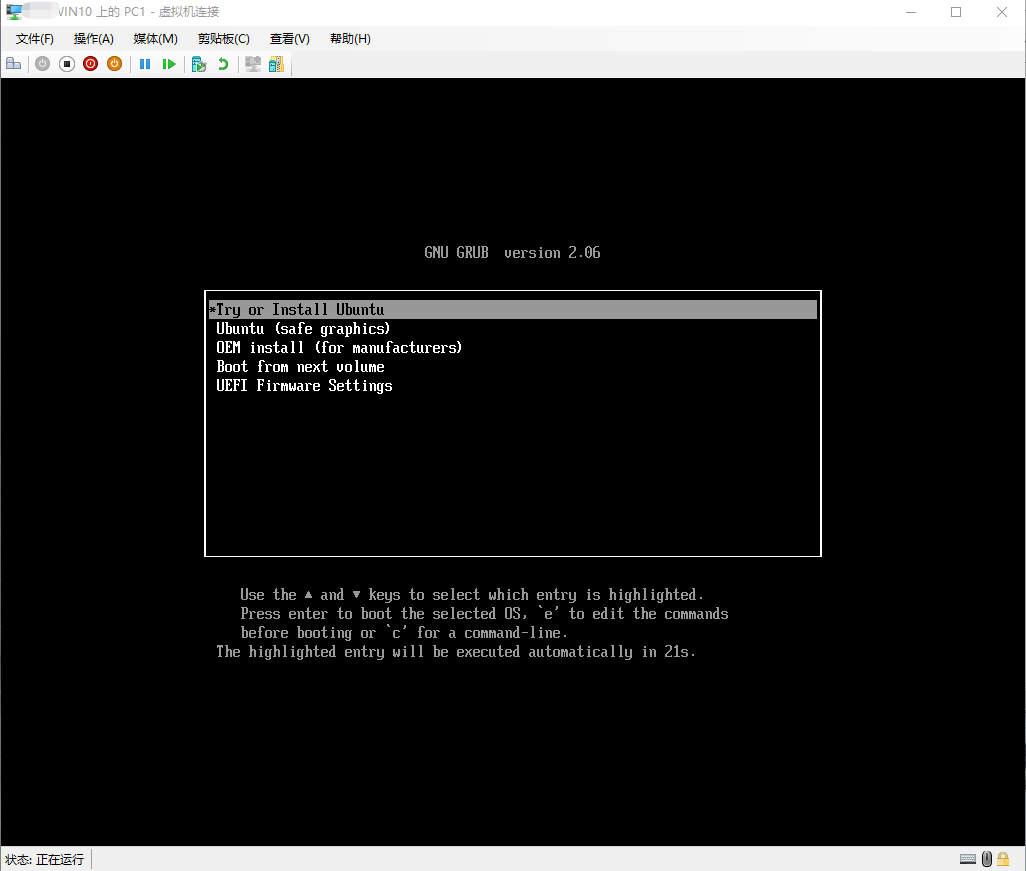 WIN10 上的 PC1 - 虚拟机连接
文件(F) 操作(A) 媒体(M) 剪贴板(C) 查看(V) 帮助(H)
GNU GRUB version 2.06
*Try or Install Ubuntu
Ubuntu (safe graphics)
OEM install (for manufacturers)
Boot from next volume
UEFI Firmware Settings
Use the ▲ and ▼ keys to select which entry is highlighted.
Press enter to boot the selected OS, `e' to edit the commands
before booting or `c' for a command-line.
The highlighted entry will be executed automatically in 21s.
状态: 正在运行